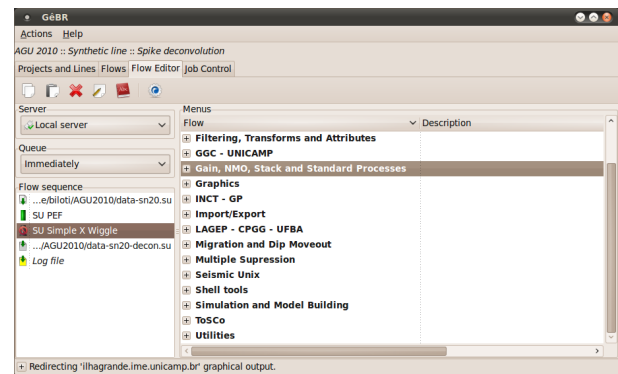 GêBR
Actions Help
AGU 2010 :: Synthetic line :: Spike deconvolution
Projects and Lines Flows Flow Editor Job Control
Server
Local server
Queue
Immediately
Flow sequence
...e/biloti/AGU2010/data-sn20.su
SU PEF
SU Simple X Wiggle
.../AGU2010/data-sn20-decon.su
Log file
Menus
Flow Description
Filtering, Transforms and Attributes
GGC - UNICAMP
Gain, NMO, Stack and Standard Processes
Graphics
INCT - GP
Import/Export
LAGEP - CPGG - UFBA
Migration and Dip Moveout
Multiple Supression
Seismic Unix
Shell tools
Simulation and Model Building
ToSCo
Utilities
Redirecting 'ilhagrande.ime.unicamp.br' graphical output.